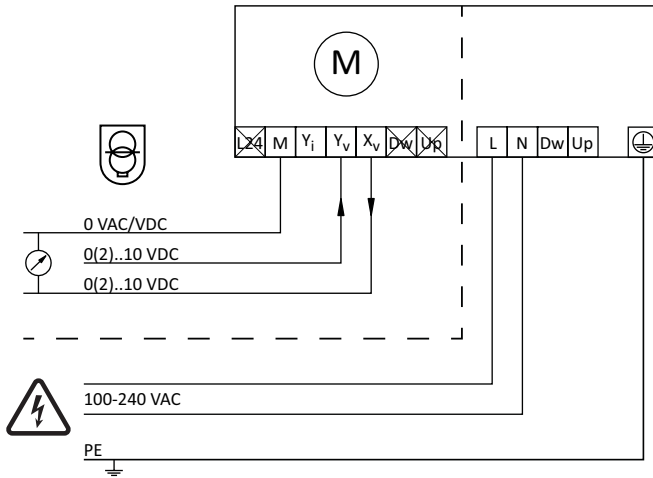 M
L24 M Yi Yv Xv Dw Up L N Dw Up
0 VAC/VDC
0(2)..10 VDC
0(2)..10 VDC
100-240 VAC
PE